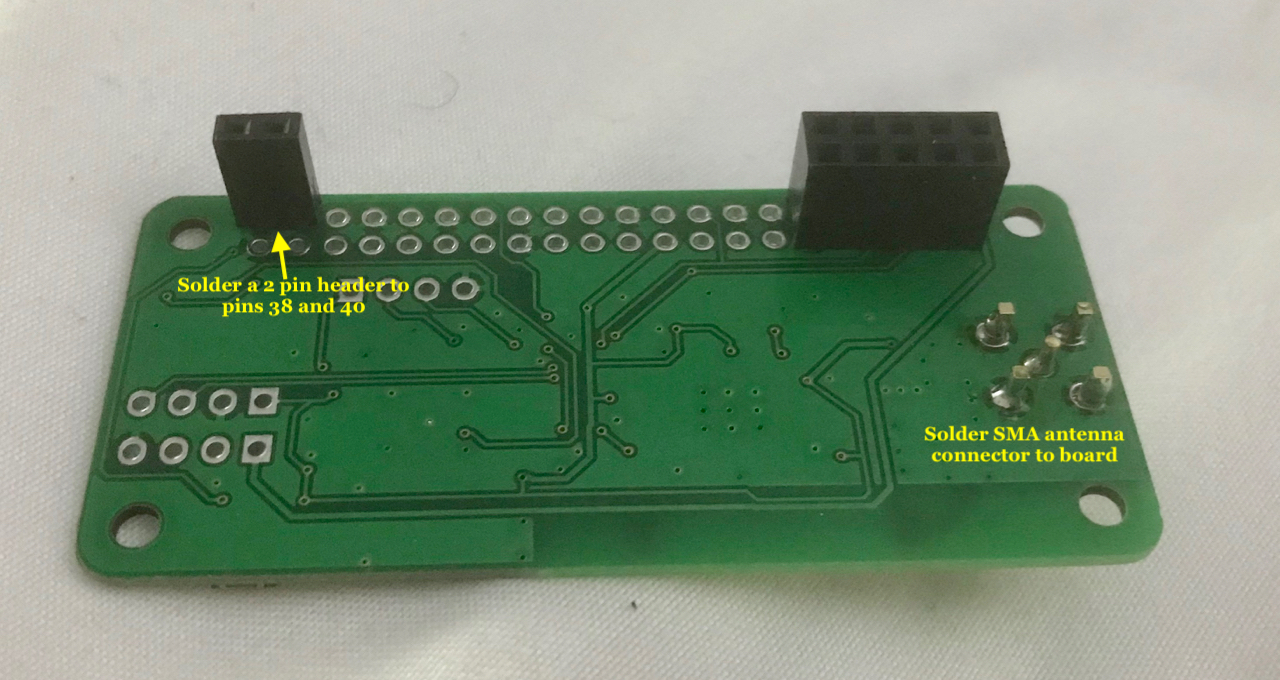 Solder a 2 pin header to
pins 38 and 40
Solder SMA antenna
connector to board